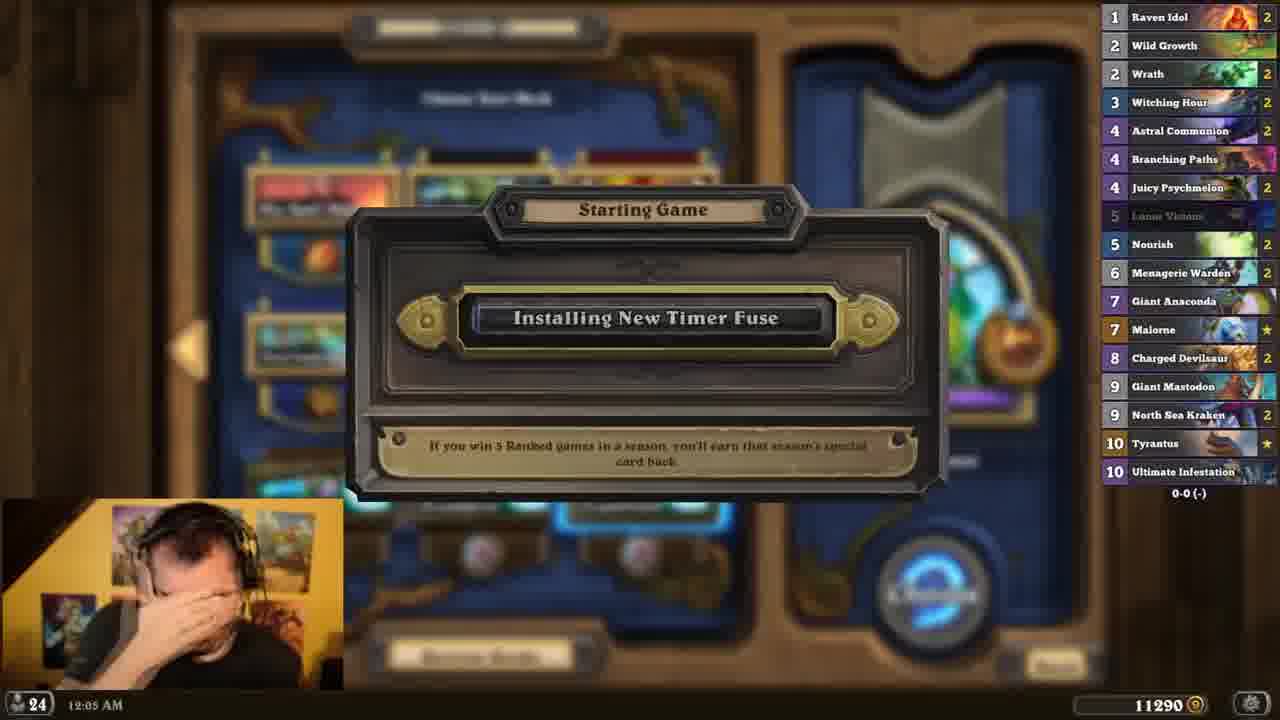 Starting Game
Installing New Timer Fuse
If you win 5 Ranked games in a season, you'll earn that season's special
card back.
1 Raven Idol 2
2 Wild Growth
2 Wrath 2
3 Witching Hour 2
4 Astral Communion 2
4 Branching Paths
4 Juicy Psychmelon 2
5 Lunar Visions
5 Nourish 2
6 Menagerie Warden 2
7 Giant Anaconda
7 Malorne
8 Charged Devilsaur 2
9 Giant Mastodon
9 North Sea Kraken 2
10 Tyrantus
10 Ultimate Infestation
0-0 (-)
24 12:05 AM
11290